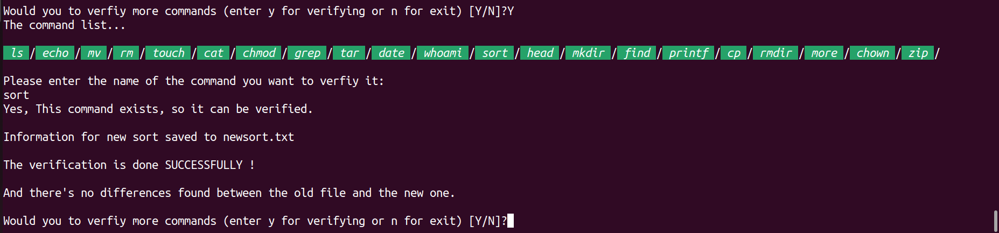 Would you to verfiy more commands (enter y for verifying or n for exit) [Y/N]?Y
The command list...
ls / echo / mv / rm / touch / cat / chmod / grep / tar / date / whoami / sort / head / mkdir / find / printf / cp / rmdir / more / chown / zip /
Please enter the name of the command you want to verfiy it:
sort
Yes, This command exists, so it can be verified.
Information for new sort saved to newsort.txt
The verification is done SUCCESSFULLY !
And there's no differences found between the old file and the new one.
Would you to verfiy more commands (enter y for verifying or n for exit) [Y/N]?